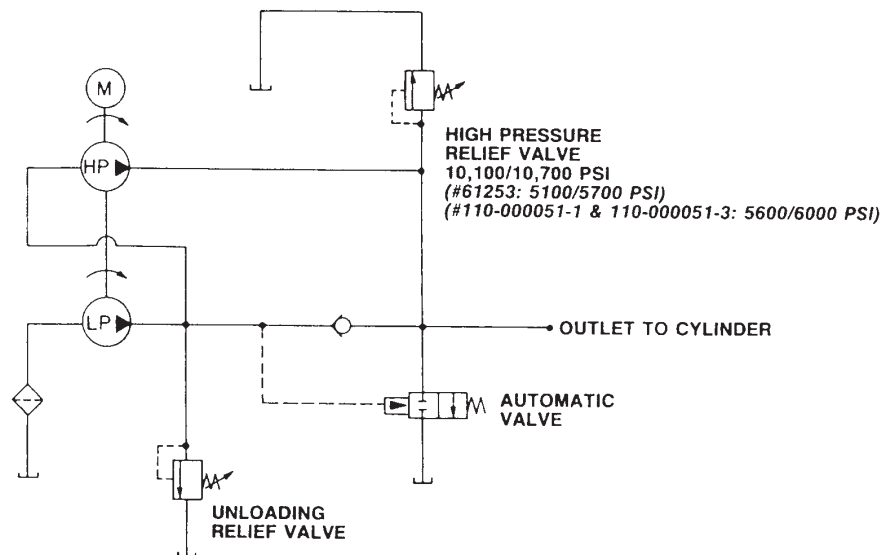 M
HP
HIGH PRESSURE
RELIEF VALVE
10,100/10,700 PSI
(#61253: 5100/5700 PSI)
(#110-000051-1 & 110-000051-3: 5600/6000 PSI)
LP
OUTLET TO CYLINDER
AUTOMATIC
VALVE
UNLOADING
RELIEF VALVE